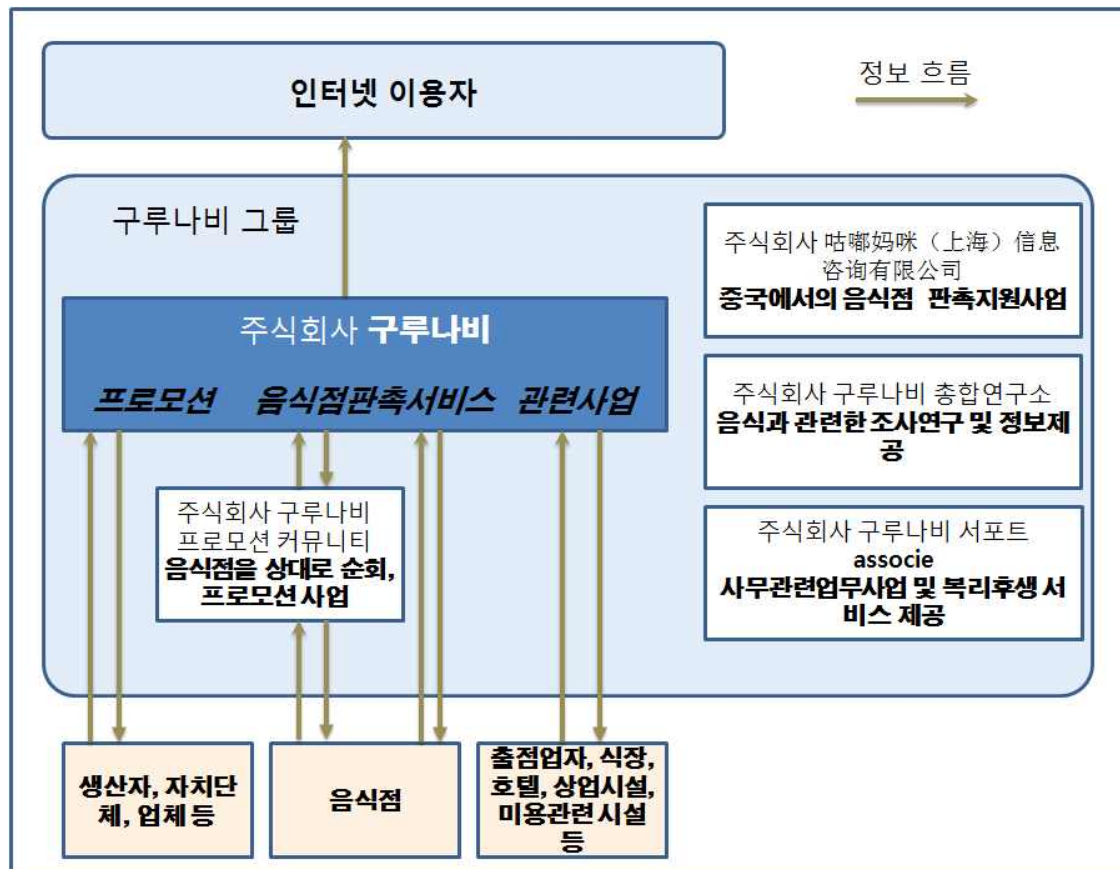 인터넷 이용자
정보 흐름
구루나비 그룹
주식회사 구루나비
프로모션 음식점판촉서비스 관련사업
주식회사 구루나비
프로모션 커뮤니티
음식점을 상대로 순회,
프로모션 사업
주식회사 咕嘟妈咪（上海）信息
咨询有限公司
중국에서의 음식점 판촉지원사업
주식회사 구루나비 총합연구소
음식과 관련한 조사연구 및 정보제
공
주식회사 구루나비 서포트
associe
사무관련업무사업 및 복리후생 서
비스 제공
생산자, 자치단
체, 업체 등
음식점
출점업자, 식장,
호텔, 상업시설,
미용관련 시설
등